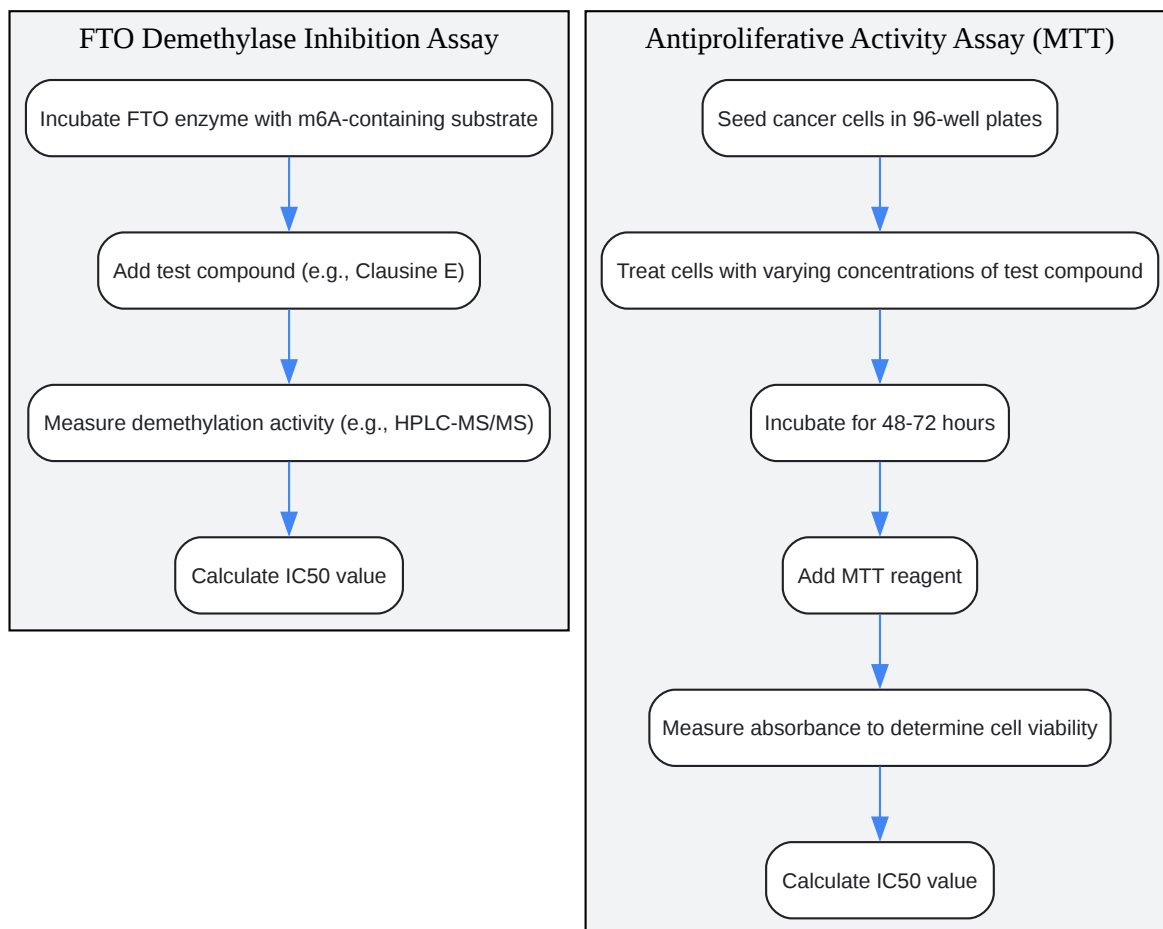 FTO Demethylase Inhibition Assay
Incubate FTO enzyme with m6A-containing substrate
Add test compound (e.g., Clausine E)
Measure demethylation activity (e.g., HPLC-MS/MS)
Calculate IC50 value
Antiproliferative Activity Assay (MTT)
Seed cancer cells in 96-well plates
Treat cells with varying concentrations of test compound
Incubate for 48-72 hours
Add MTT reagent
Measure absorbance to determine cell viability
Calculate IC50 value